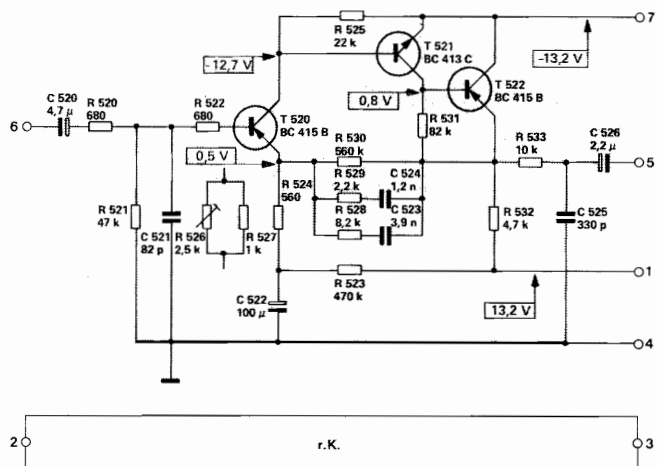 R 525
22 k
7
T 521
BC 413 C
-12,7 V
-13,2 V
T 522
BC 415 B
0,8 V
C 520
4,7 μ
R 520
680
R 522
680
T 520
BC 415 B
R 531
82 k
6
R 530
560 k
R 533
10 k
C 526
2,2 μ
5
0,5 V
R 529
2,2 k
C 524
1,2 n
R 524
560
R 528
8,2 k
C 523
3,9 n
R 521
47 k
C 521
82 p
R 526
2,5 k
R 527
1 k
R 532
4,7 k
C 525
330 p
1
R 523
470 k
C 522
100 μ
13,2 V
4
2
r.K.
3